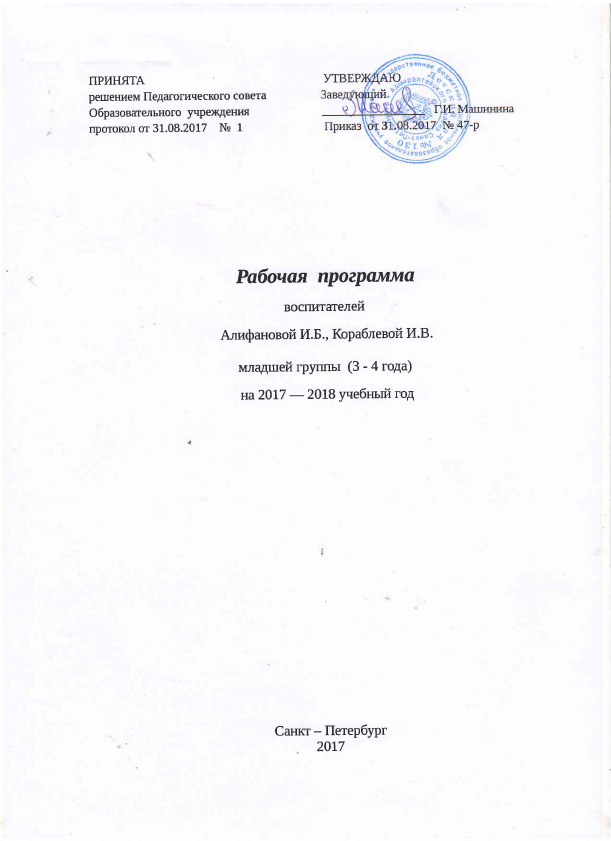 ПРИНЯТА
решением Педагогического совета
Образовательного учреждения
протокол от 31.08.2017 № 1
УТВЕРЖДАЮ
Заведующий
Г.И. Машинина
Приказ от 31.08.2017 № 47-р
Рабочая программа
воспитателей
Алифановой И.Б., Кораблевой И.В.
младшей группы (3 - 4 года)
на 2017 — 2018 учебный год
Санкт – Петербург
2017